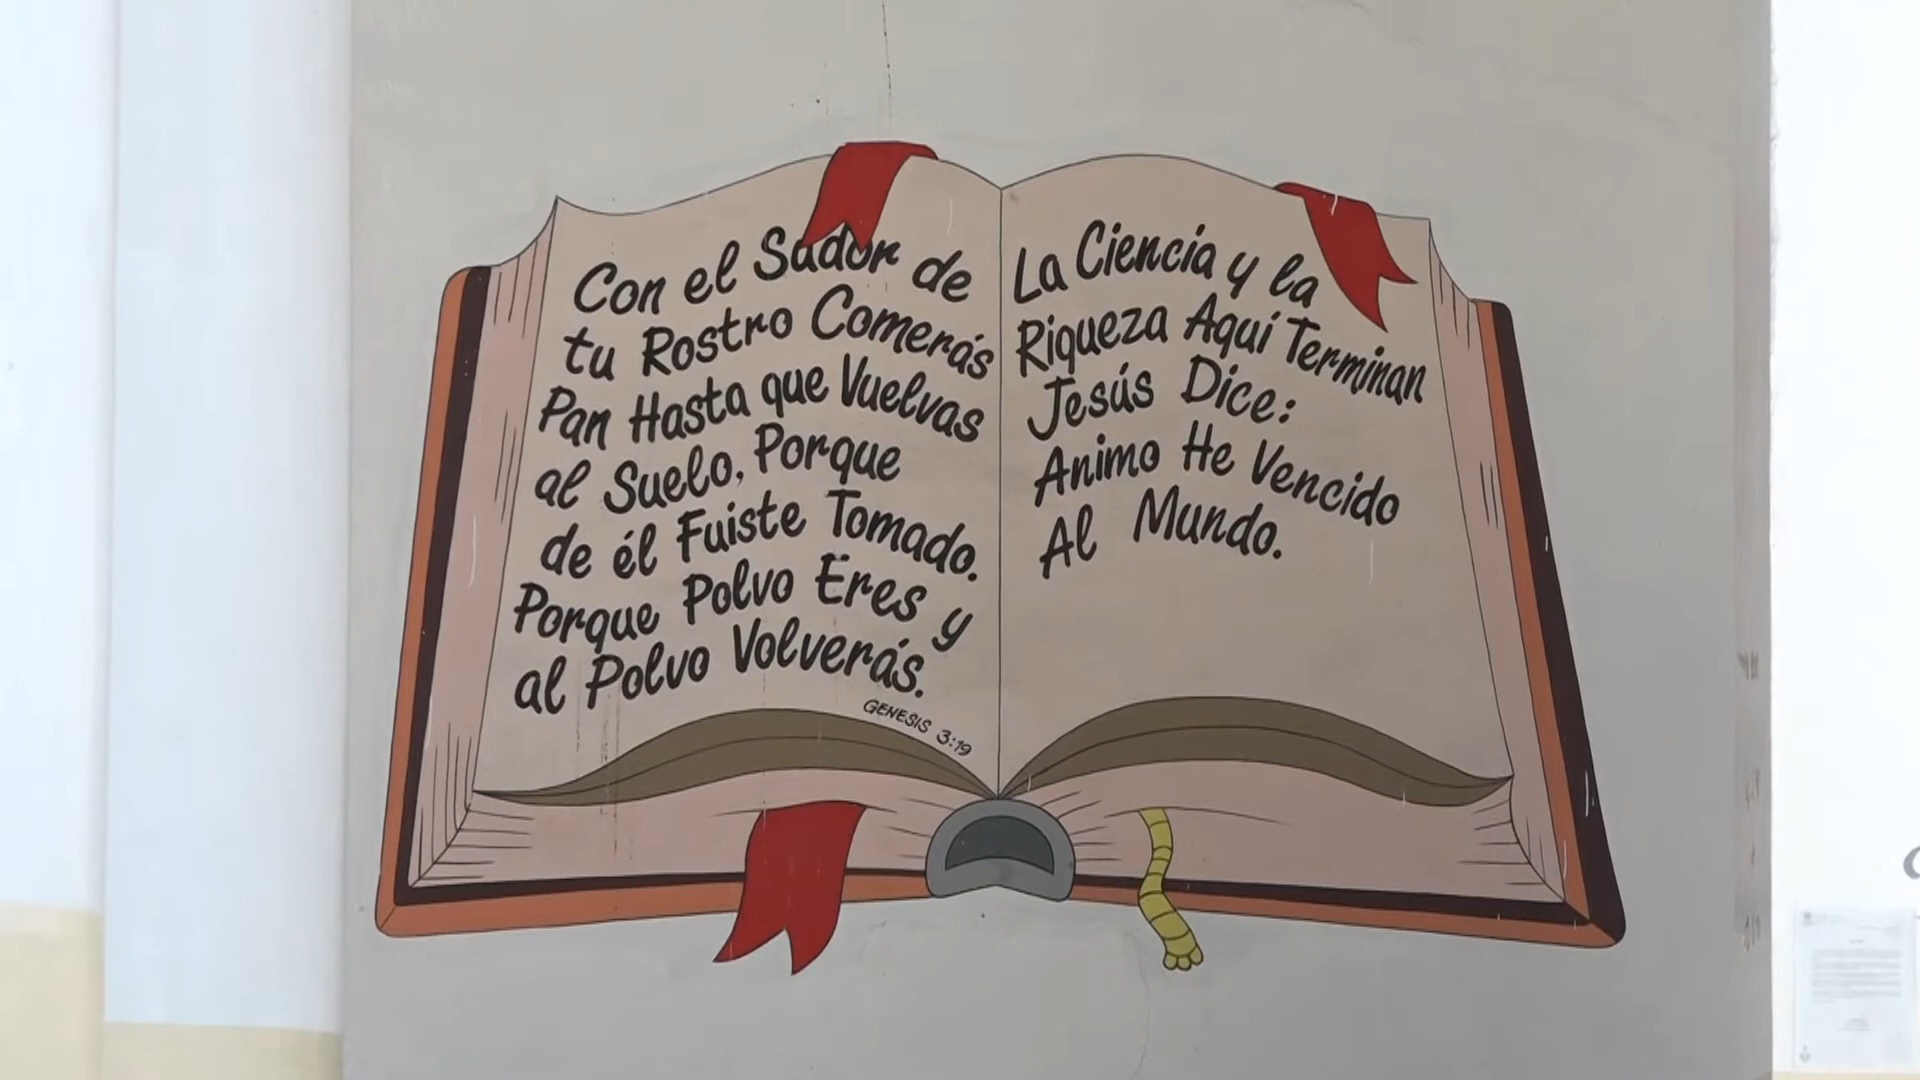 Con el Sudor de
tu Rostro Comerás
Pan Hasta que Vuelvas
al Suelo, Porque
de él Fuiste Tomado.
Porque Polvo Eres y
al Polvo Volverás.
GENESIS 3:19
La Ciencia y la
Riqueza Aquí Terminan
Jesús Dice:
Animo He Vencido
Al Mundo.